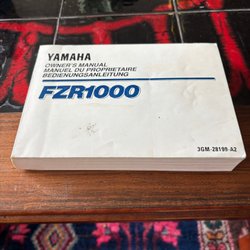 YAMAHA
OWNER'S MANUAL
MANUEL DU PROPRIETAIRE
BEDIENUNGSANLEITUNG
FZR1000
3GM-28199-A2